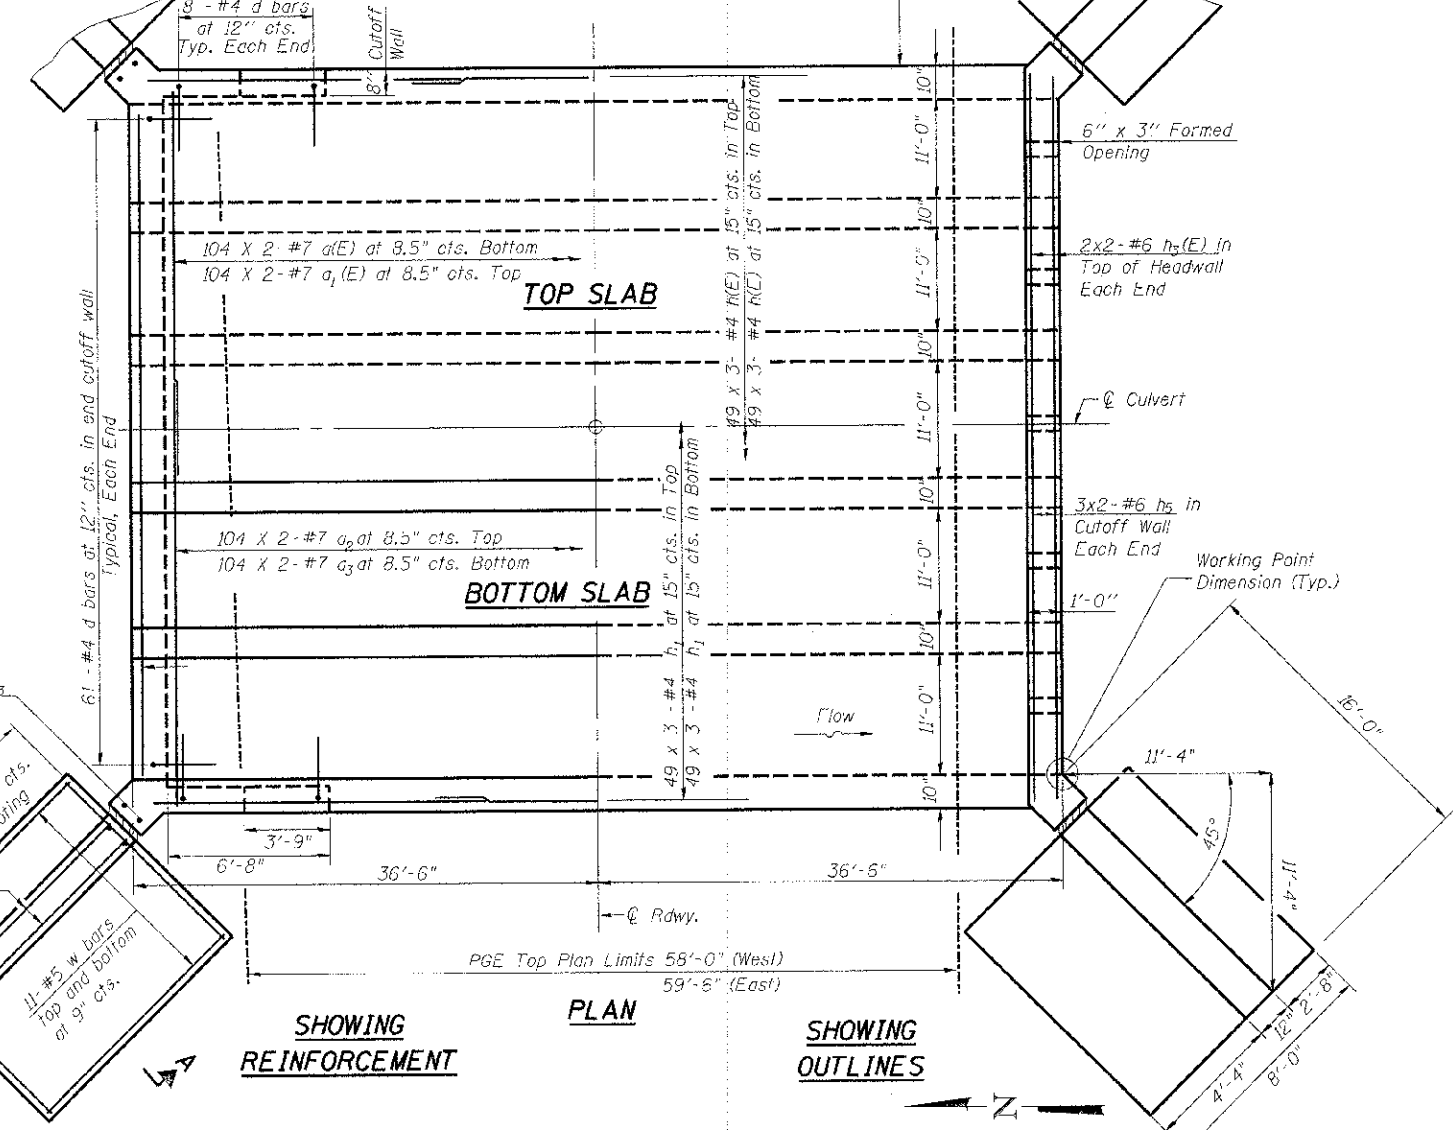 8 - #4 d bars
at 12" cts.
Typ. Each End
8" Cutoff
Wall
10"
11'-0"
10"
11'-0"
10"
11'-0"
10"
11'-0"
10"
11'-0"
10"
6" x 3" Formed
Opening
2x2-#6 h3(E) in
Top of Headwall
Each End
℄ Culvert
3x2-#6 h5 in
Cutoff Wall
Each End
1'-0"
Working Point
Dimension (Typ.)
104 X 2-#7 a(E) at 8.5" cts. Bottom
104 X 2-#7 a1(E) at 8.5" cts. Top
TOP SLAB
49 x 3- #4 h(E) at 15" cts. in Top
49 x 3- #4 h(E) at 15" cts. in Bottom
61 - #4 d bars at 12" cts. in end cutoff wall
Typical, Each End
104 X 2-#7 a2 at 8.5" cts. Top
104 X 2-#7 a3 at 8.5" cts. Bottom
BOTTOM SLAB
49 x 3 -#4 h1 at 15" cts. in Top
49 x 3 -#4 h1 at 15" cts. in Bottom
Flow
11'-4"
16'-0"
45°
11'-4"
3'-9"
6'-8"
36'-6"
36'-6"
℄ Rdwy.
PGE Top Plan Limits 58'-0" (West)
59'-6" (East)
cts.
11-#5 w bars
top and bottom
at 9" cts.
A
PLAN
SHOWING
REINFORCEMENT
SHOWING
OUTLINES
N
2'-8"
12"
4'-4"
8'-0"